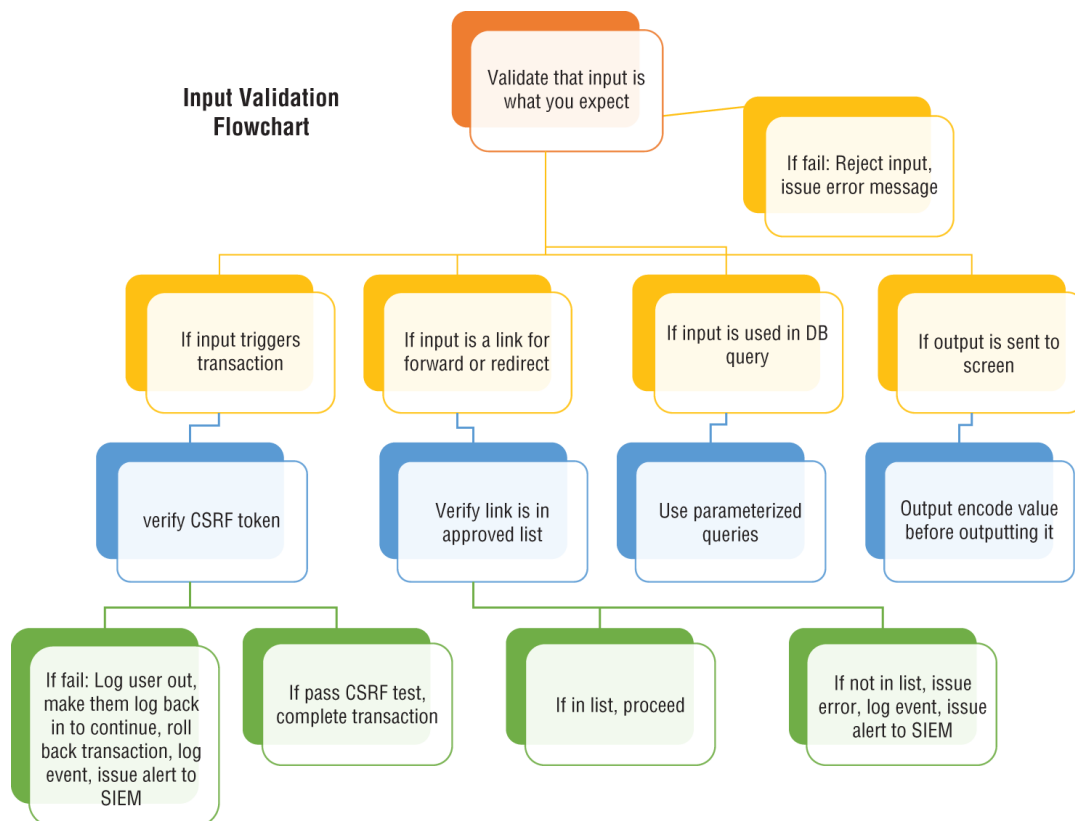 Input Validation
Flowchart
Validate that input is
what you expect
If fail: Reject input,
issue error message
If input triggers
transaction
If input is a link for
forward or redirect
If input is used in DB
query
If output is sent to
screen
verify CSRF token
Verify link is in
approved list
Use parameterized
queries
Output encode value
before outputting it
If fail: Log user out,
make them log back
in to continue, roll
back transaction, log
event, issue alert to
SIEM
If pass CSRF test,
complete transaction
If in list, proceed
If not in list, issue
error, log event, issue
alert to SIEM